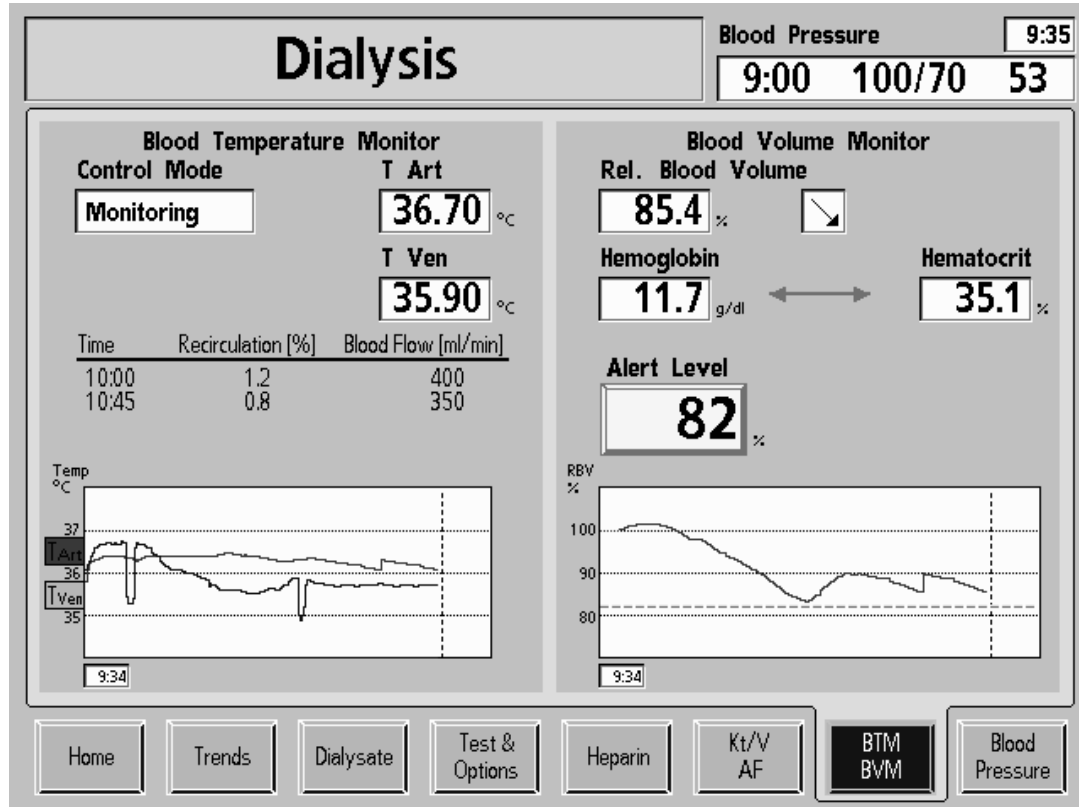 Dialysis
Blood Pressure 9:35
9:00 100/70 53
Blood Temperature Monitor
Control Mode T Art
Monitoring 36.70 °C
T Ven
35.90 °C
Time Recirculation [%] Blood Flow [ml/min]
10:00 1.2 400
10:45 0.8 350
Temp
°C
37
TArt
36
TVen
35
9:34
Blood Volume Monitor
Rel. Blood Volume
85.4 %
Hemoglobin Hematocrit
11.7 g/dl 35.1 %
Alert Level
82 %
RBV
%
100
90
80
9:34
Home
Trends
Dialysate
Test &
Options
Heparin
Kt/V
AF
BTM
BVM
Blood
Pressure